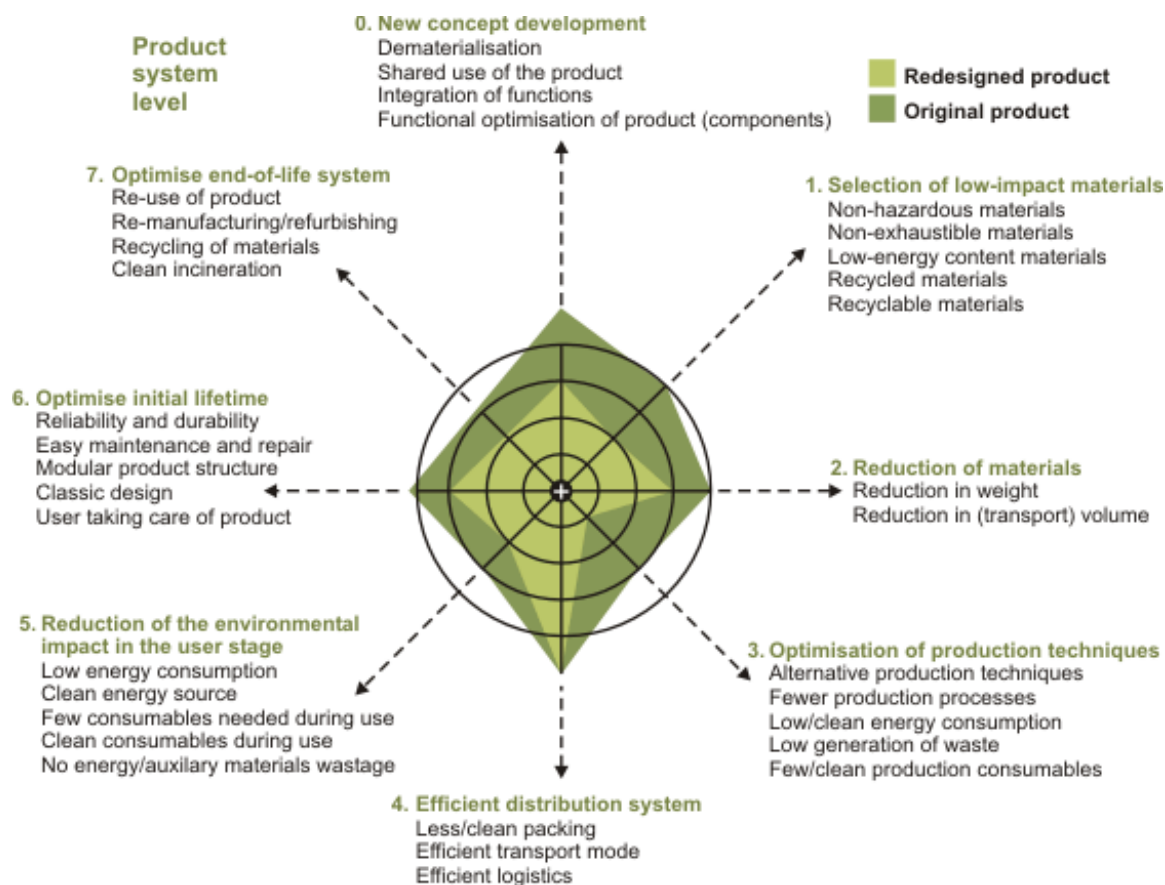 Product
system
level
0. New concept development
Dematerialisation
Shared use of the product
Integration of functions
Functional optimisation of product (components)
Redesigned product
Original product
1. Selection of low-impact materials
Non-hazardous materials
Non-exhaustible materials
Low-energy content materials
Recycled materials
Recyclable materials
2. Reduction of materials
Reduction in weight
Reduction in (transport) volume
3. Optimisation of production techniques
Alternative production techniques
Fewer production processes
Low/clean energy consumption
Low generation of waste
Few/clean production consumables
4. Efficient distribution system
Less/clean packing
Efficient transport mode
Efficient logistics
5. Reduction of the environmental
impact in the user stage
Low energy consumption
Clean energy source
Few consumables needed during use
Clean consumables during use
No energy/auxilary materials wastage
6. Optimise initial lifetime
Reliability and durability
Easy maintenance and repair
Modular product structure
Classic design
User taking care of product
7. Optimise end-of-life system
Re-use of product
Re-manufacturing/refurbishing
Recycling of materials
Clean incineration